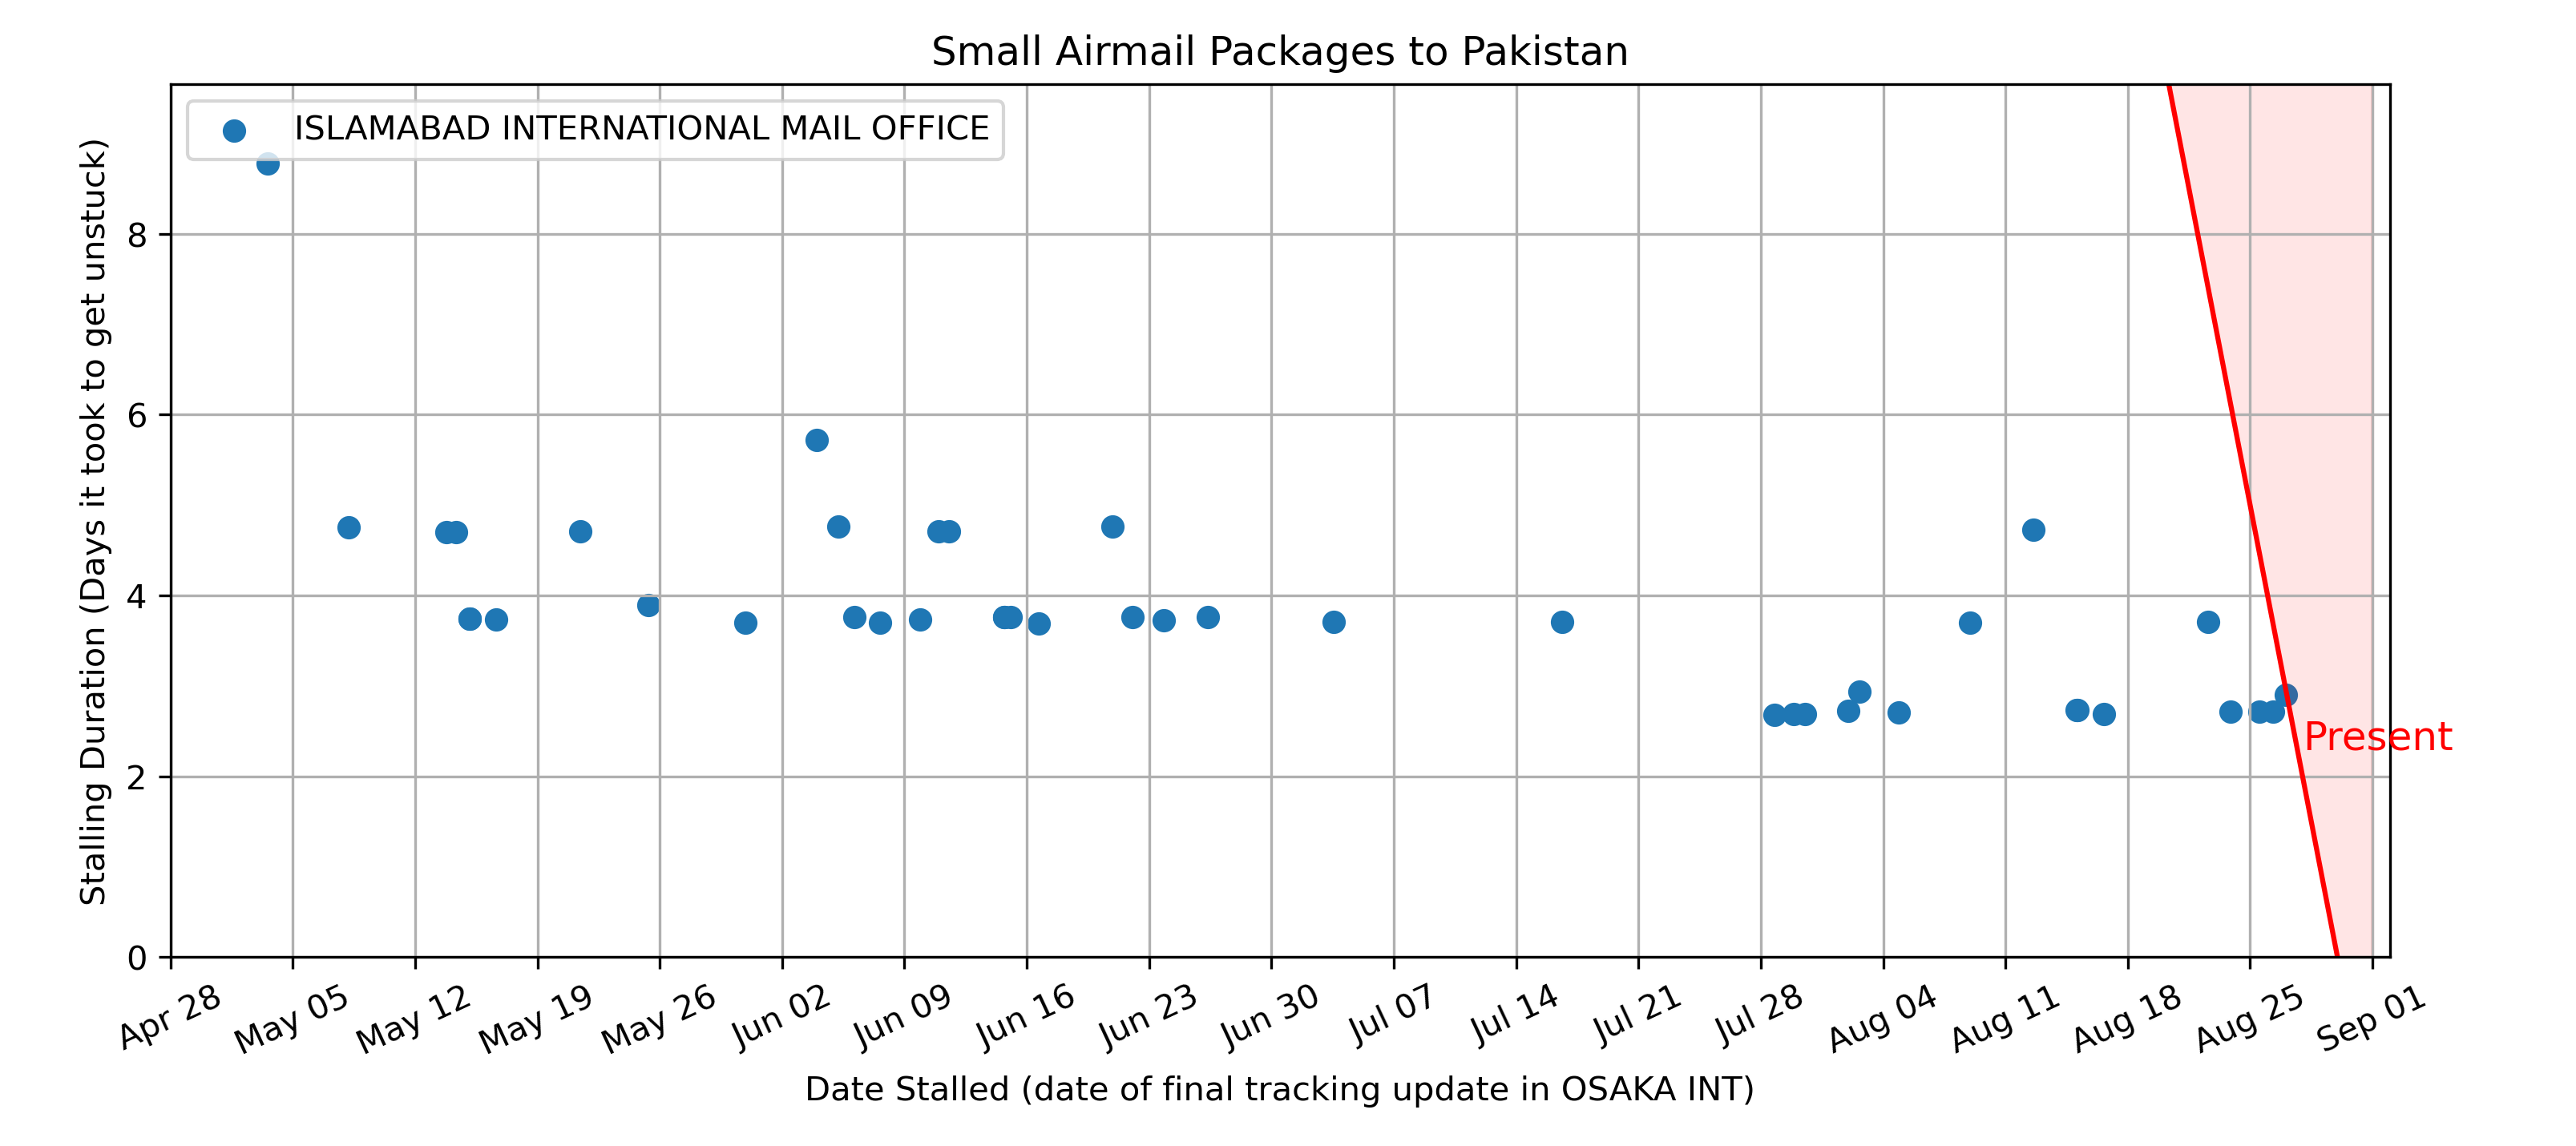 Small Airmail Packages to Pakistan
ISLAMABAD INTERNATIONAL MAIL OFFICE
Stalling Duration (Days it took to get unstuck)
8
6
4
2
0
Present
Apr 28
May 05
May 12
May 19
May 26
Jun 02
Jun 09
Jun 16
Jun 23
Jun 30
Jul 07
Jul 14
Jul 21
Jul 28
Aug 04
Aug 11
Aug 18
Aug 25
Sep 01
Date Stalled (date of final tracking update in OSAKA INT)